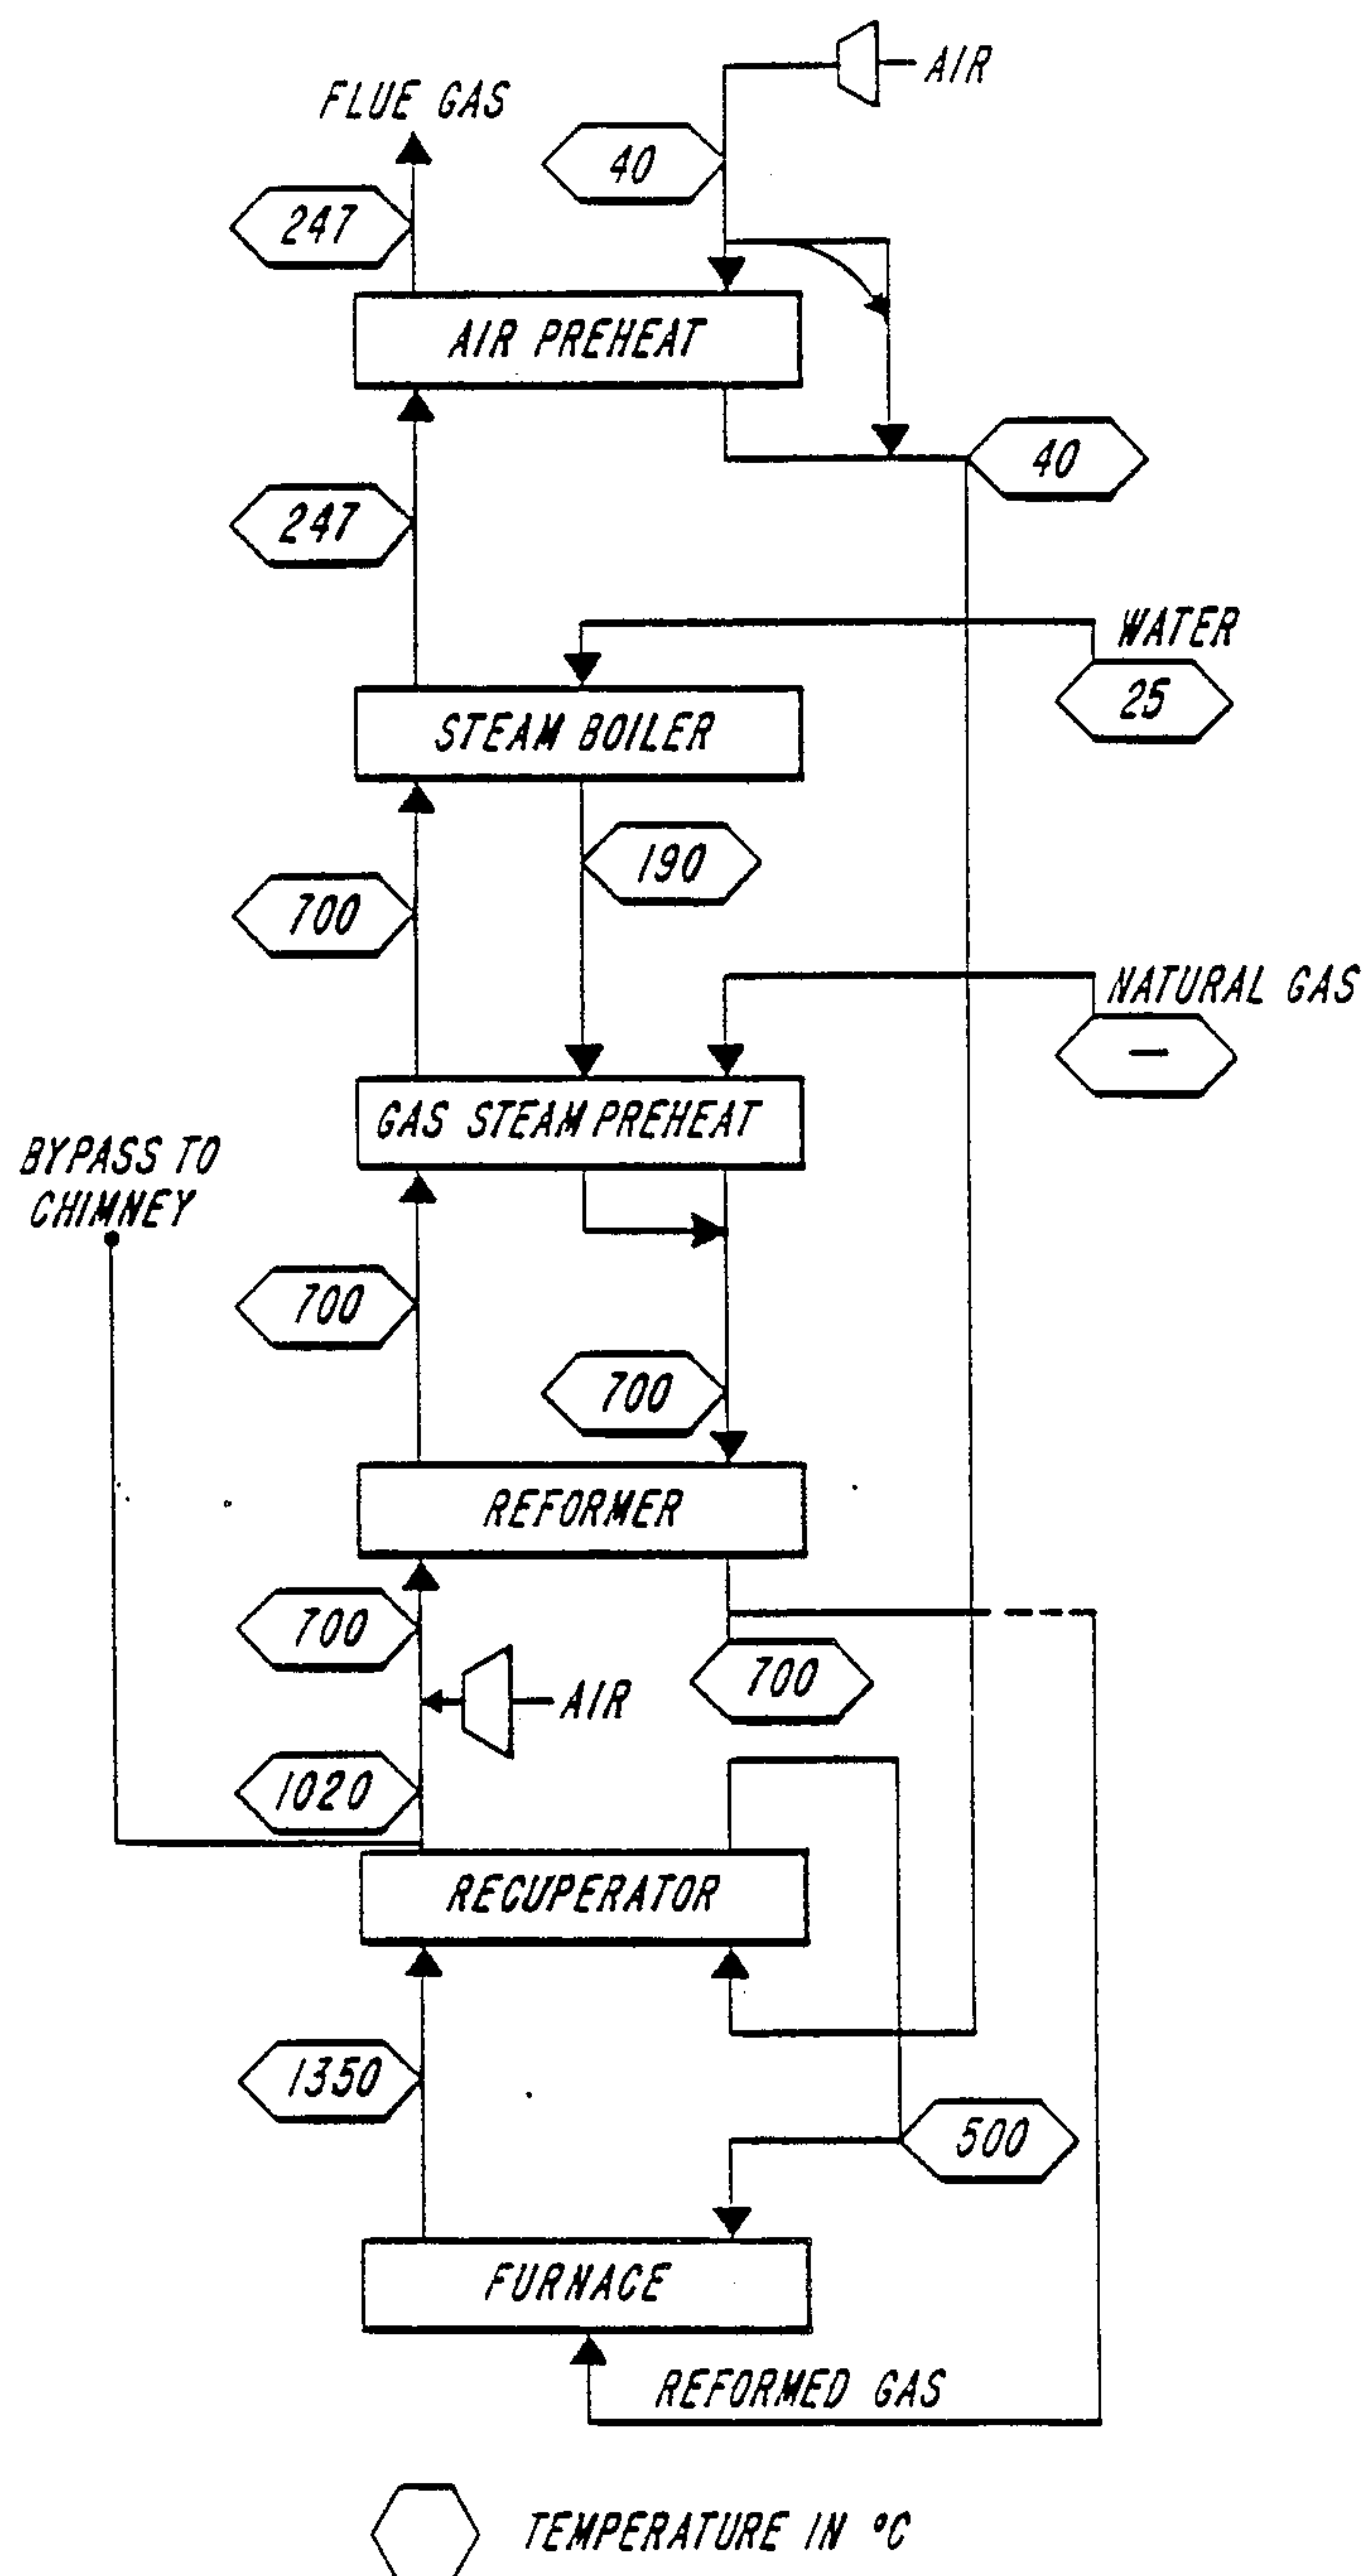 AIR
FLUE GAS
40
247
AIR PREHEAT
40
247
WATER
25
STEAM BOILER
190
700
NATURAL GAS
—
GAS STEAM PREHEAT
BYPASS TO
CHIMNEY
700
700
REFORMER
700
700
AIR
1020
RECUPERATOR
1350
500
FURNACE
REFORMED GAS
TEMPERATURE IN °C